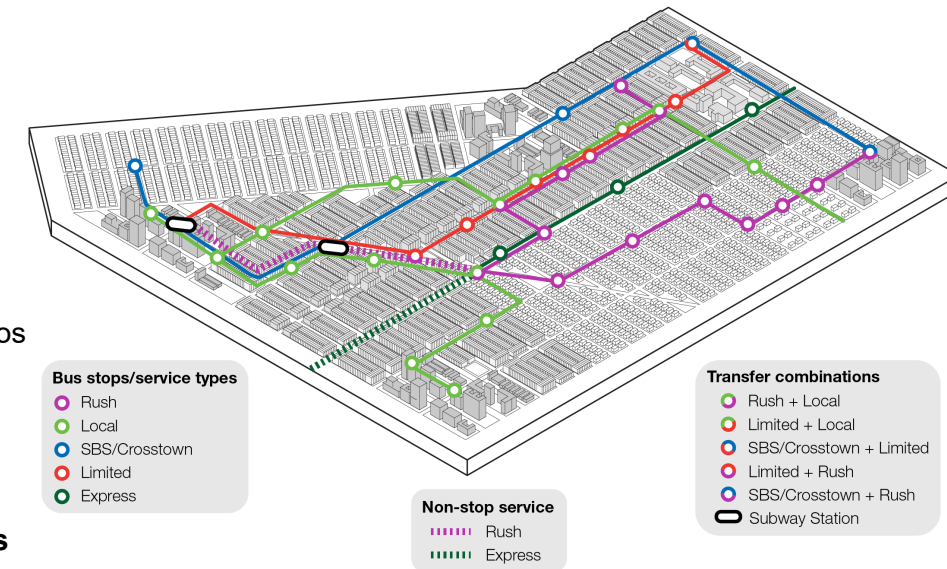 os
Bus stops/service types
Rush
Local
SBS/Crosstown
Limited
Express
s
Non-stop service
Rush
Express
Transfer combinations
Rush + Local
Limited + Local
SBS/Crosstown + Limited
Limited + Rush
SBS/Crosstown + Rush
Subway Station